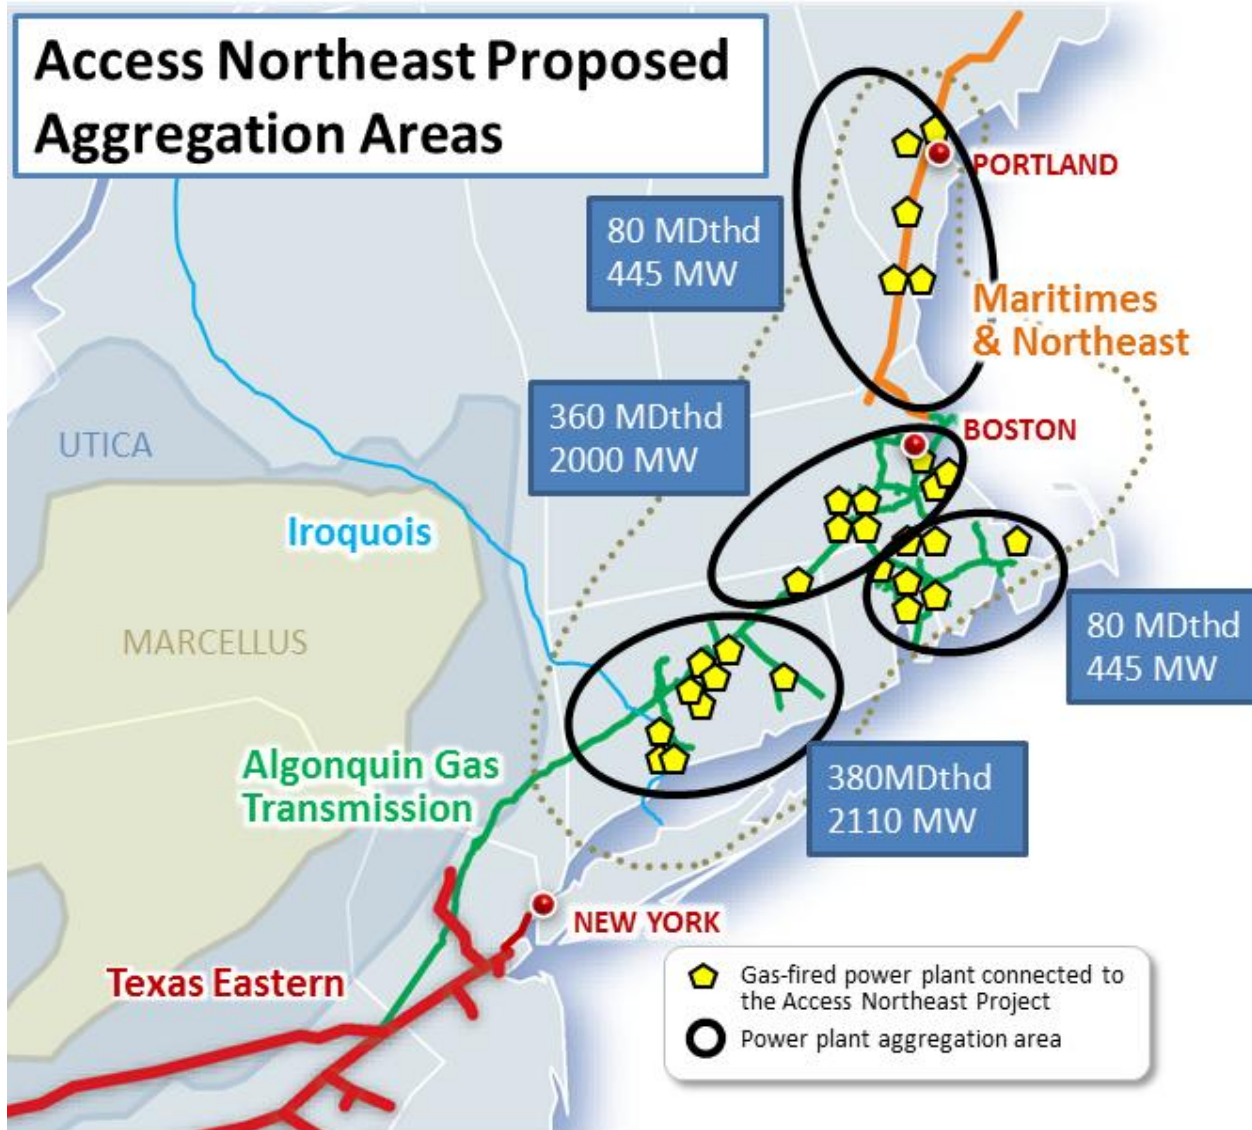 Access Northeast Proposed
Aggregation Areas
PORTLAND
80 MDthd
445 MW
Maritimes
& Northeast
360 MDthd
2000 MW
BOSTON
UTICA
Iroquois
MARCELLUS
80 MDthd
445 MW
Algonquin Gas
Transmission
380MDthd
2110 MW
NEW YORK
Texas Eastern
Gas-fired power plant connected to
the Access Northeast Project
Power plant aggregation area